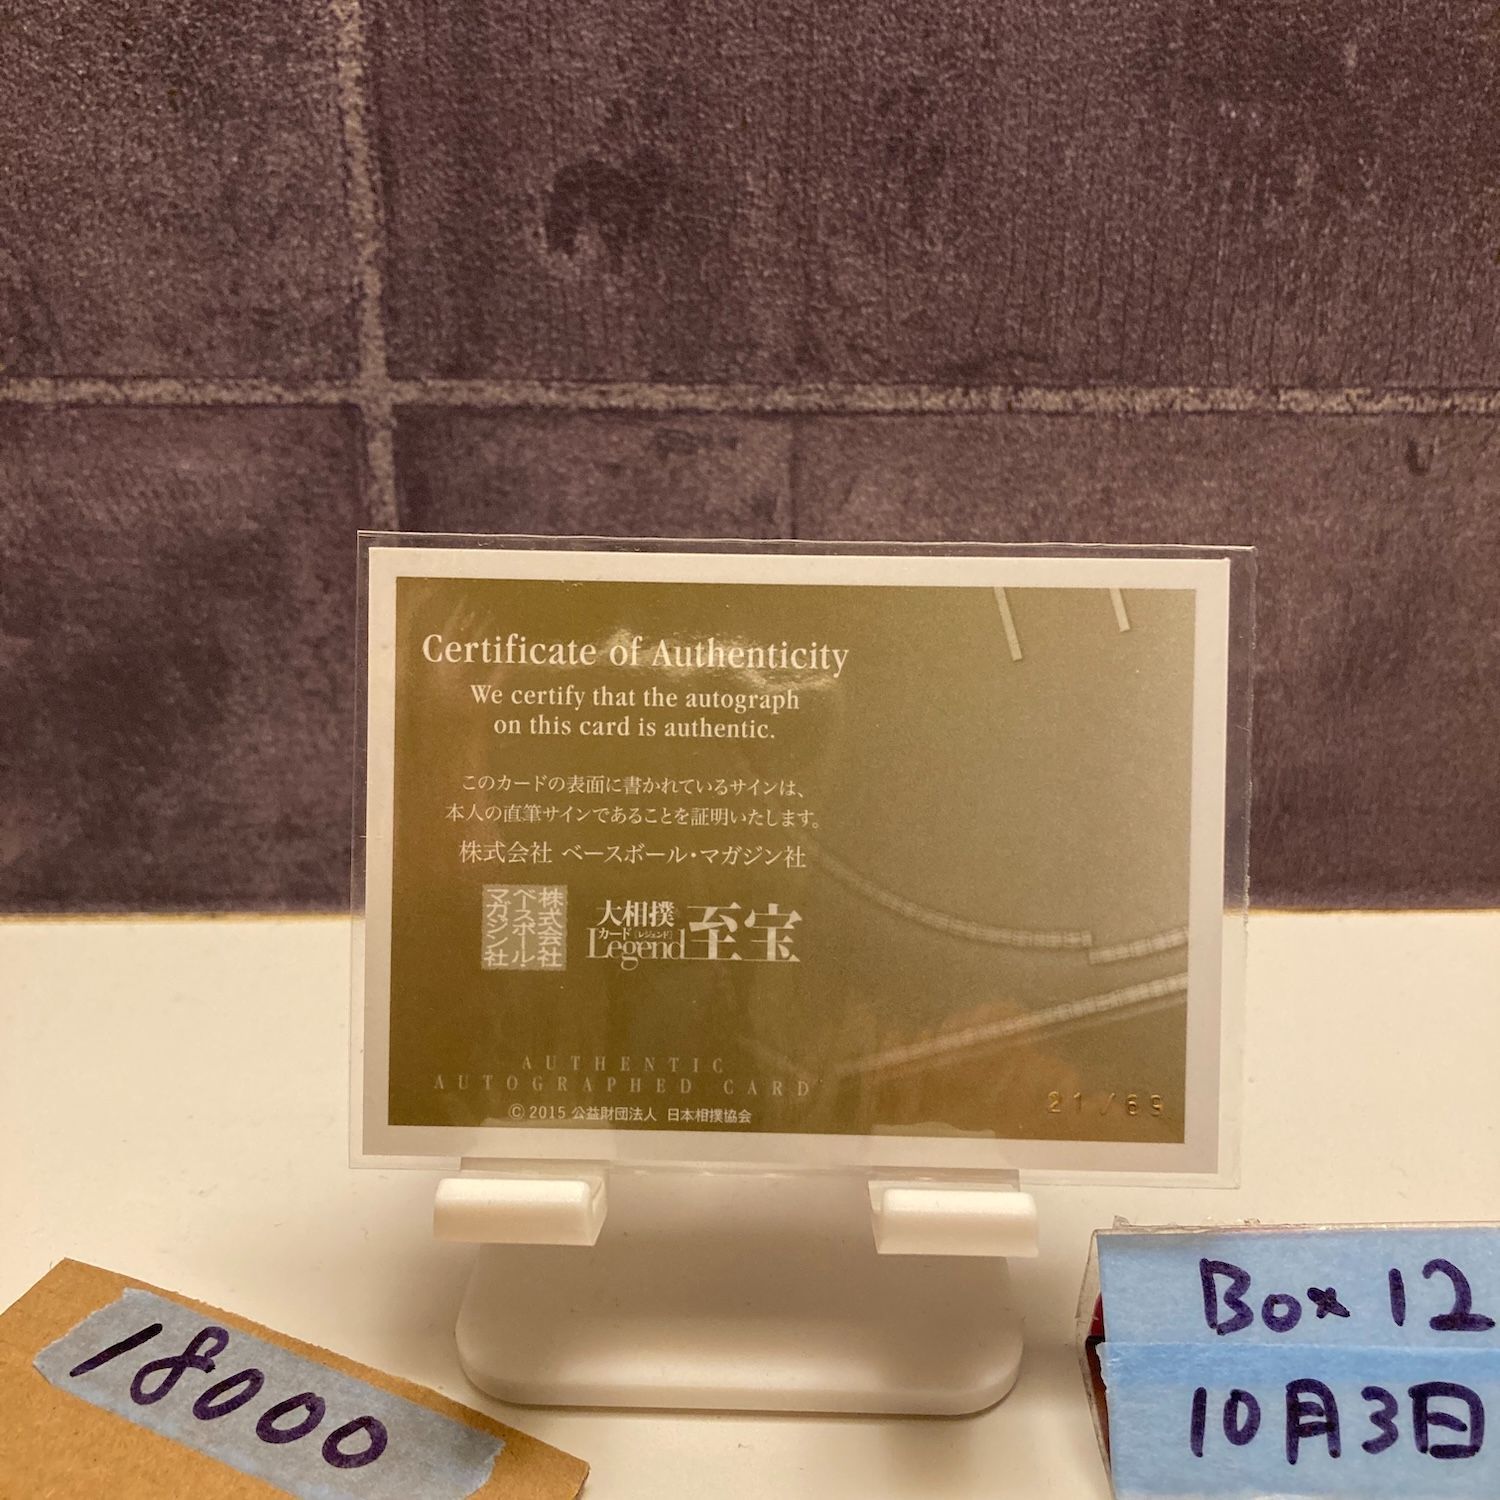 Certificate of Authenticity
We certify that the autograph
on this card is authentic.
このカードの表面に書かれているサインは、
本人の直筆サインであることを証明いたします。
株式会社 ベースボール・マガジン社
株式会社
ベースボール・
マガジン社
大相撲
カード[レジェンド]
Legend 至宝
AUTHENTIC
AUTOGRAPHED CARD
© 2015 公益財団法人 日本相撲協会
21/69
18000
Box 12
10月3日